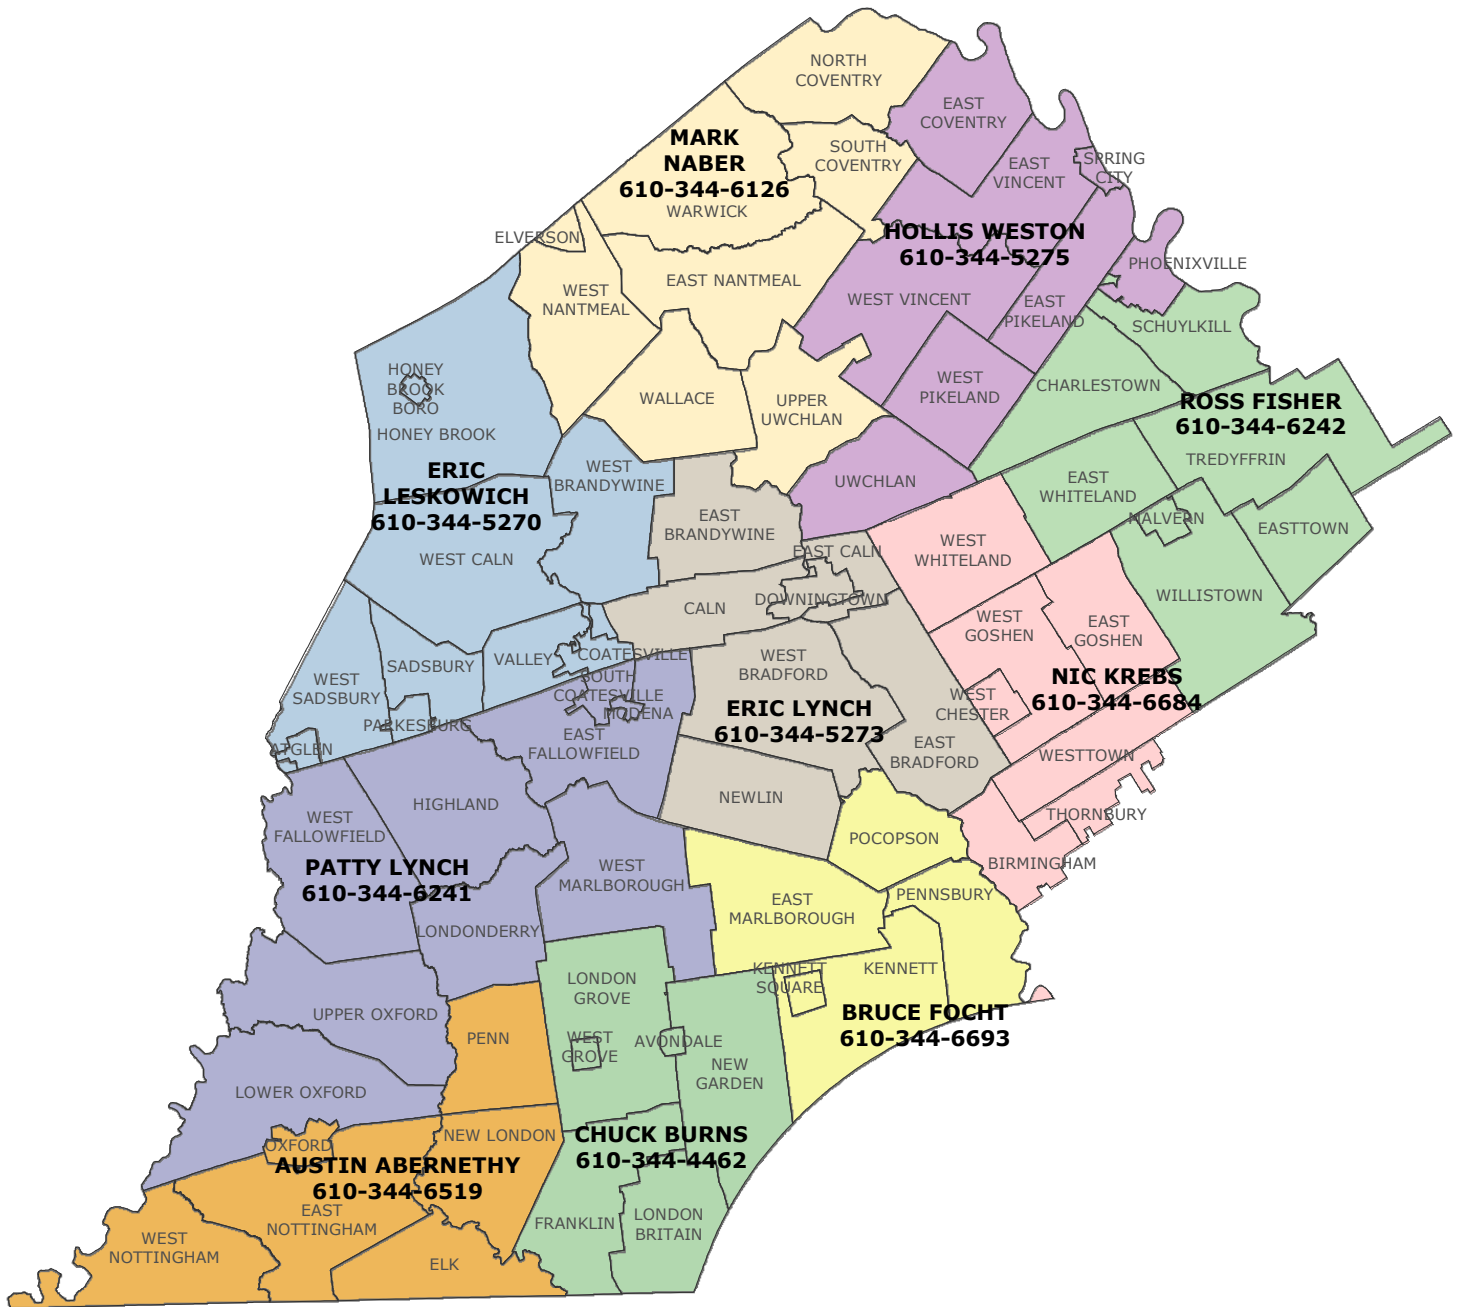 NORTH
COVENTRY
EAST
COVENTRY
MARK
NABER
610-344-6126
WARWICK
SOUTH
COVENTRY
EAST
VINCENT
SPRING
CITY
ELVERSON
HOLLIS WESTON
610-344-5275
PHOENIXVILLE
WEST
NANTMEAL
EAST NANTMEAL
WEST VINCENT
EAST
PIKELAND
SCHUYLKILL
HONEY
BROOK
BORO
HONEY BROOK
WALLACE
UPPER
UWCHLAN
WEST
PIKELAND
CHARLESTOWN
ROSS FISHER
610-344-6242
TREDYFFRIN
ERIC
LESKOWICH
610-344-5270
WEST
BRANDYWINE
UWCHLAN
EAST
WHITELAND
MALVERN
EASTTOWN
EAST
BRANDYWINE
WEST CALN
EAST CALN
WEST
WHITELAND
CALN
DOWNINGTOWN
WILLISTOWN
WEST
GOSHEN
EAST
GOSHEN
WEST
SADSBURY
SADSBURY
VALLEY
COATESVILLE
WEST
BRADFORD
SOUTH
COATESVILLE
MODENA
NIC KREBS
610-344-6684
WEST
CHESTER
ERIC LYNCH
610-344-5273
PARKESBURG
ATGLEN
EAST
FALLOWFIELD
EAST
BRADFORD
WESTTOWN
HIGHLAND
NEWLIN
THORNBURY
WEST
FALLOWFIELD
POCOPSON
BIRMINGHAM
PATTY LYNCH
610-344-6241
WEST
MARLBOROUGH
EAST
MARLBOROUGH
PENNSBURY
LONDONDERRY
KENNETT
SQUARE
KENNETT
LONDON
GROVE
UPPER OXFORD
BRUCE FOCHT
610-344-6693
PENN
WEST
GROVE
AVONDALE
NEW
GARDEN
LOWER OXFORD
OXFORD
NEW LONDON
CHUCK BURNS
610-344-4462
AUSTIN ABERNETHY
610-344-6519
EAST
NOTTINGHAM
FRANKLIN
LONDON
BRITAIN
WEST
NOTTINGHAM
ELK